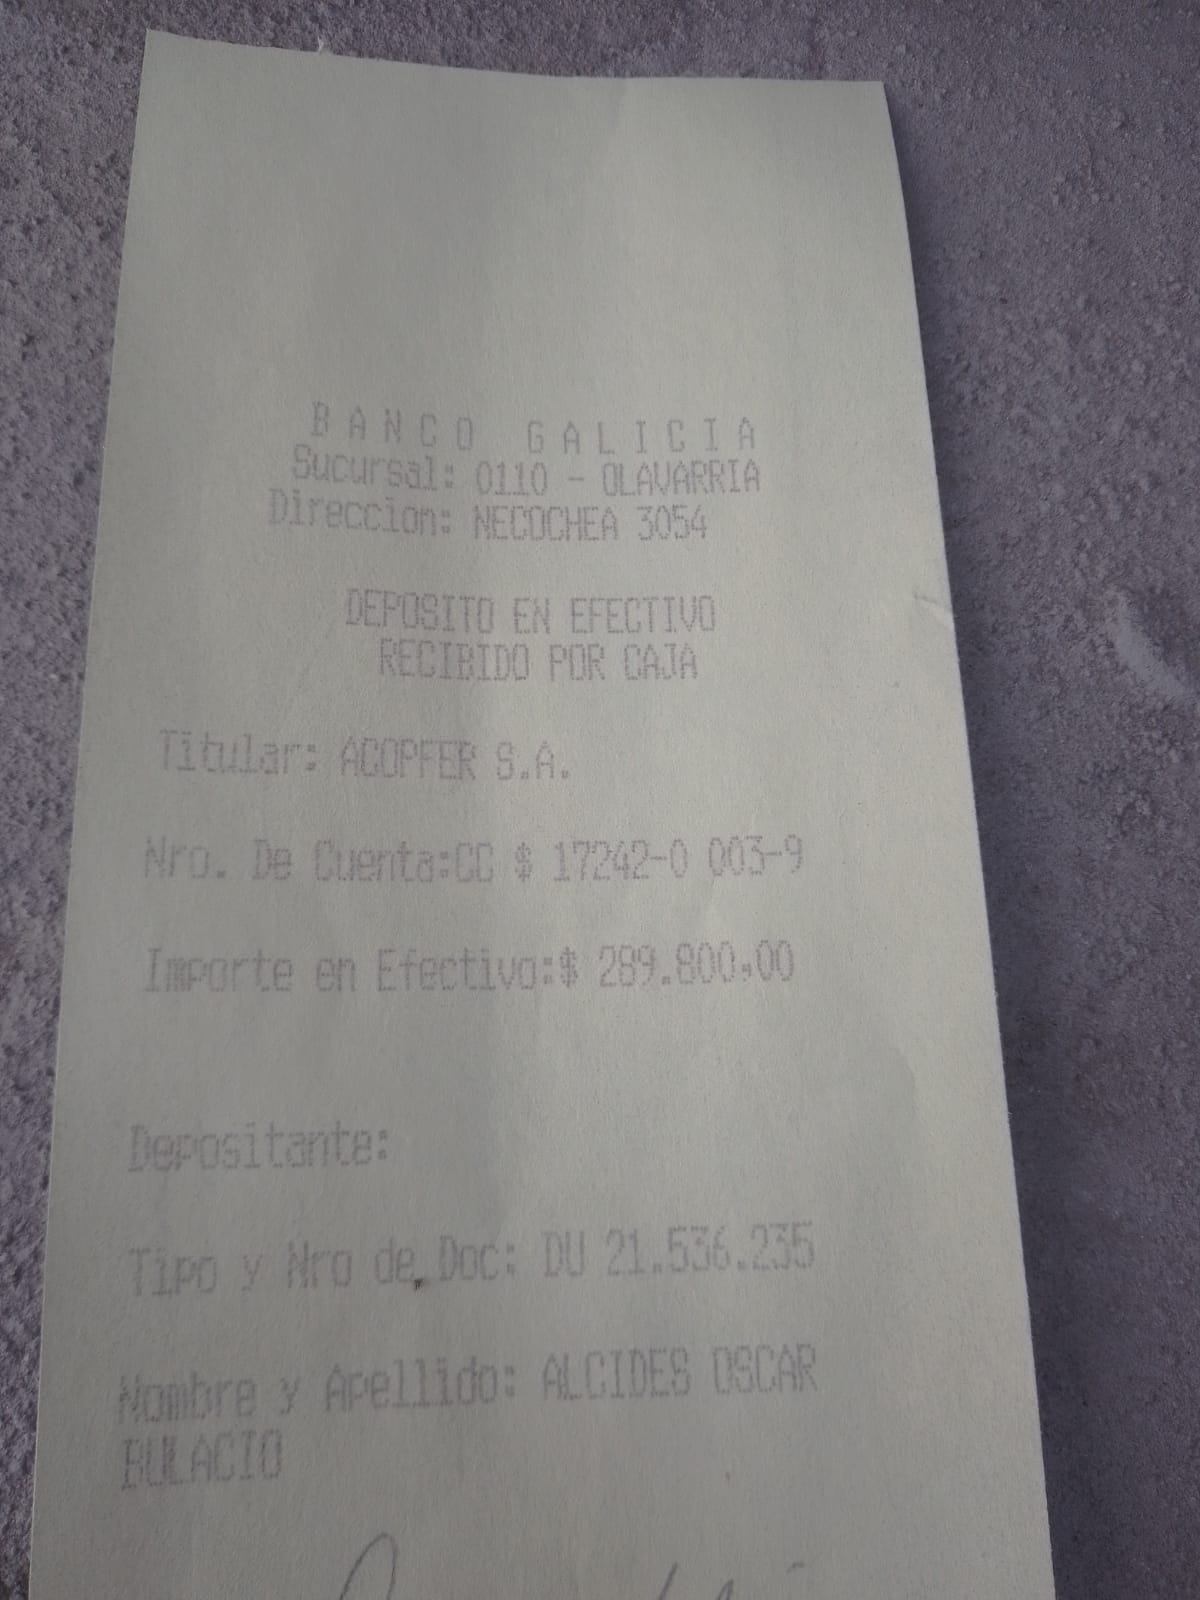 BANCO GALICIA
Sucursal: 0110 - OLAVARRIA
Direccion: NECOCHEA 3054
DEPOSITO EN EFECTIVO
RECIBIDO POR CAJA
Titular: ACOPFER S.A.
Nro. De Cuenta:CC $ 17242-0 003-9
Importe en Efectivo:$ 289.800,00
Depositante:
Tipo y Nro de Doc: DU 21.536.235
Nombre y Apellido: ALCIDES OSCAR
BULACIO